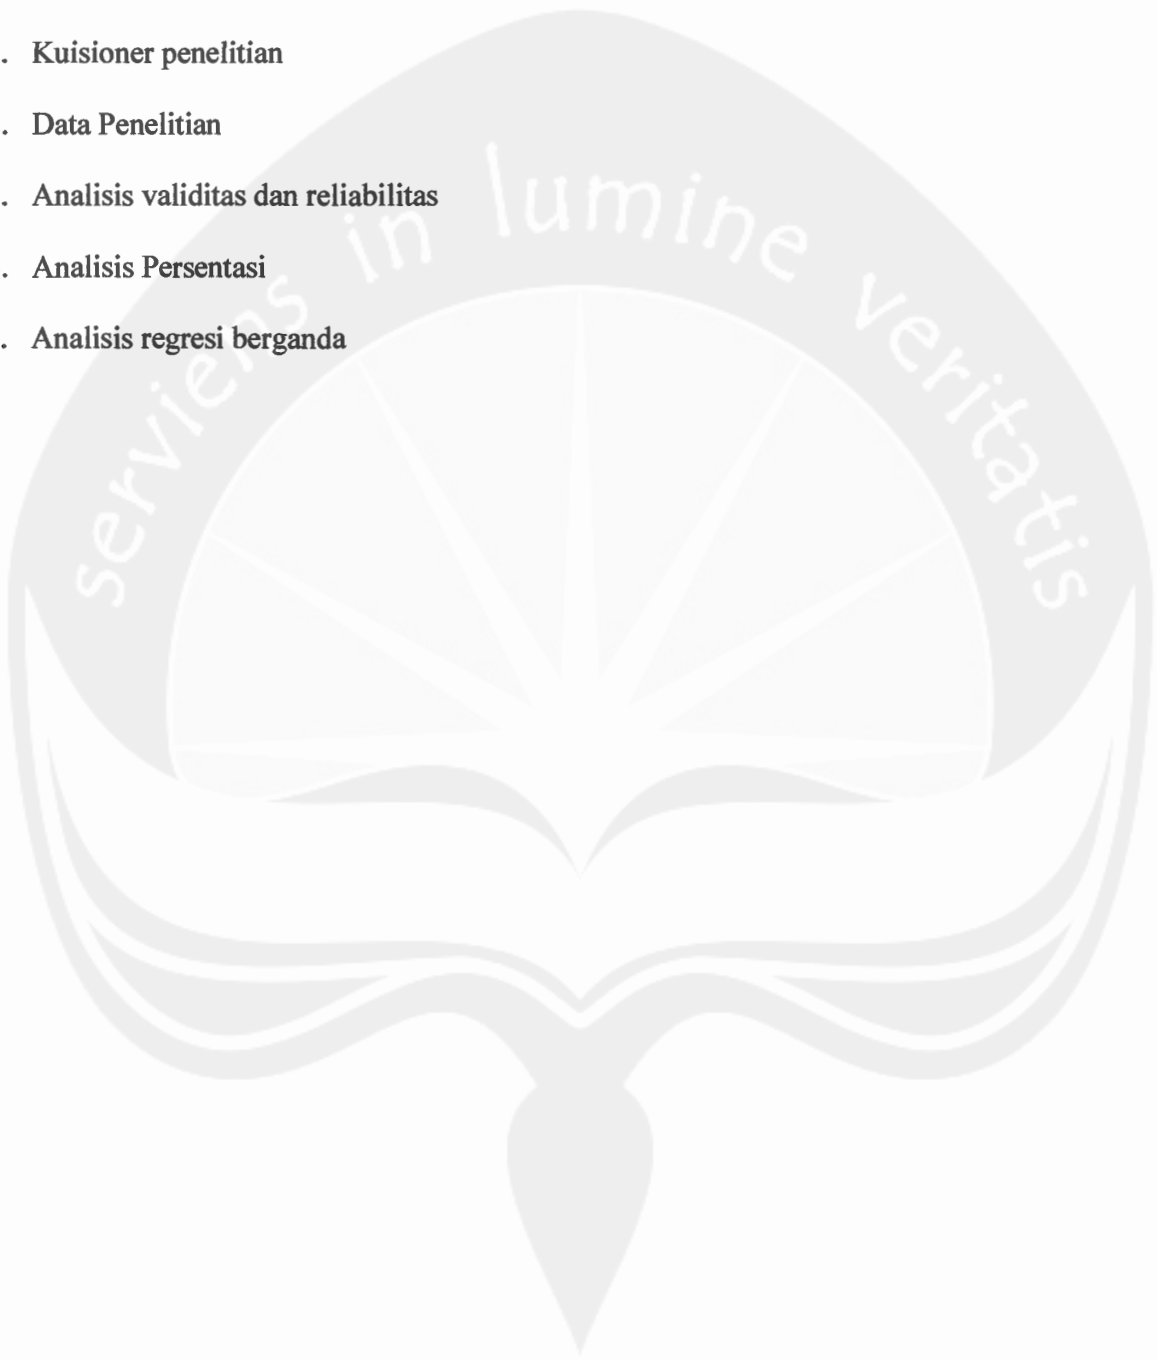 . Kuisioner penelitian
. Data Penelitian
. Analisis validitas dan reliabilitas
. Analisis Persentasi
. Analisis regresi berganda
serviens in lumine veritatis